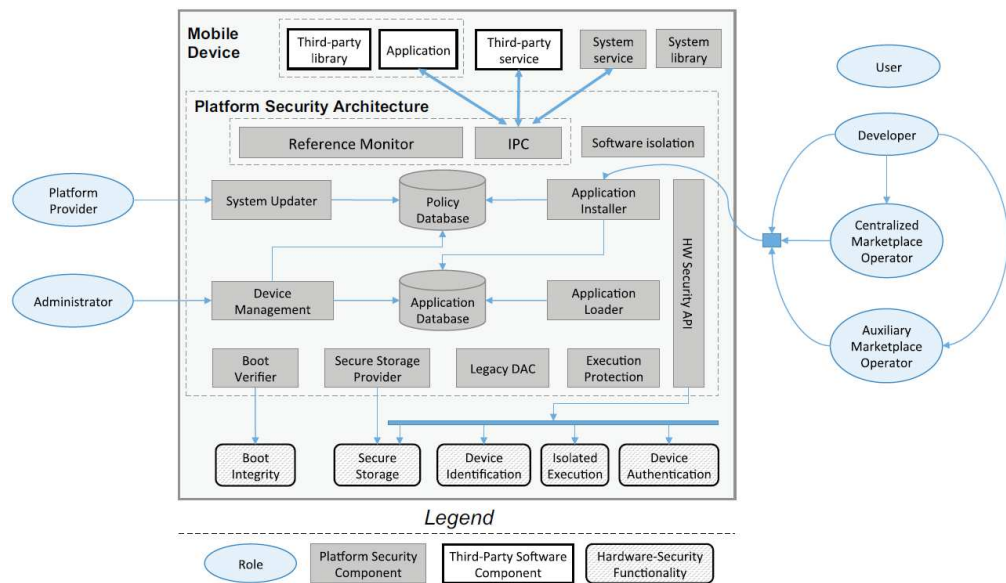 Mobile
Device
Third-party
library
Application
Third-party
service
System
service
System
library
User
Platform Security Architecture
Developer
Reference Monitor
IPC
Software isolation
Platform
Provider
System Updater
Policy
Database
Application
Installer
HW Security API
Centralized
Marketplace
Operator
Administrator
Device
Management
Application
Database
Application
Loader
Auxiliary
Marketplace
Operator
Boot
Verifier
Secure Storage
Provider
Legacy DAC
Execution
Protection
Boot
Integrity
Secure
Storage
Device
Identification
Isolated
Execution
Device
Authentication
Legend
Role
Platform Security
Component
Third-Party Software
Component
Hardware-Security
Functionality